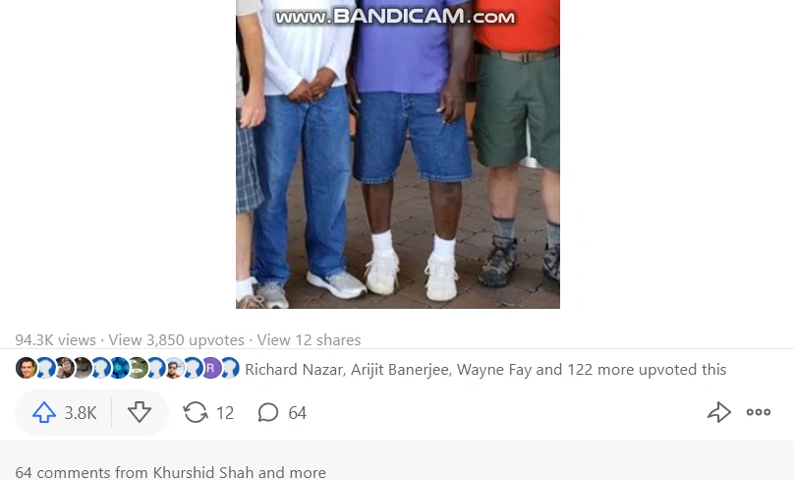 www.BANDICAM.com
94.3K views · View 3,850 upvotes · View 12 shares
R
Richard Nazar, Arijit Banerjee, Wayne Fay and 122 more upvoted this
3.8K 12 64
64 comments from Khurshid Shah and more